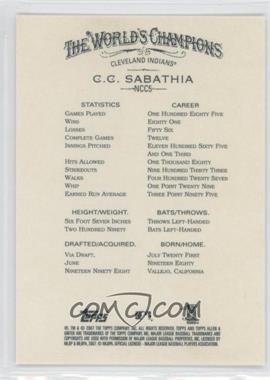 THE WORLD'S CHAMPIONS
CLEVELAND INDIANS®
C.C. SABATHIA
NCC5
STATISTICS CAREER
GAMES PLAYED ONE HUNDRED EIGHTY FIVE
WINS EIGHTY ONE
LOSSES FIFTY SIX
COMPLETE GAMES TWELVE
INNINGS PITCHED ELEVEN HUNDRED SIXTY FIVE
AND ONE THIRD
HITS ALLOWED ONE THOUSAND EIGHTY
STRIKEOUTS NINE HUNDRED THIRTY THREE
WALKS FOUR HUNDRED TWENTY SEVEN
WHIP ONE POINT TWENTY NINE
EARNED RUN AVERAGE THREE POINT NINETY FIVE
HEIGHT/WEIGHT. BATS/THROWS.
SIX FOOT SEVEN INCHES THROWS LEFT-HANDED
TWO HUNDRED NINETY BATS LEFT-HANDED
DRAFTED/ACQUIRED. BORN/HOME.
VIA DRAFT, JULY TWENTY FIRST
JUNE NINETEEN EIGHTY
NINETEEN NINETY EIGHT VALLEJO, CALIFORNIA
TOPPS